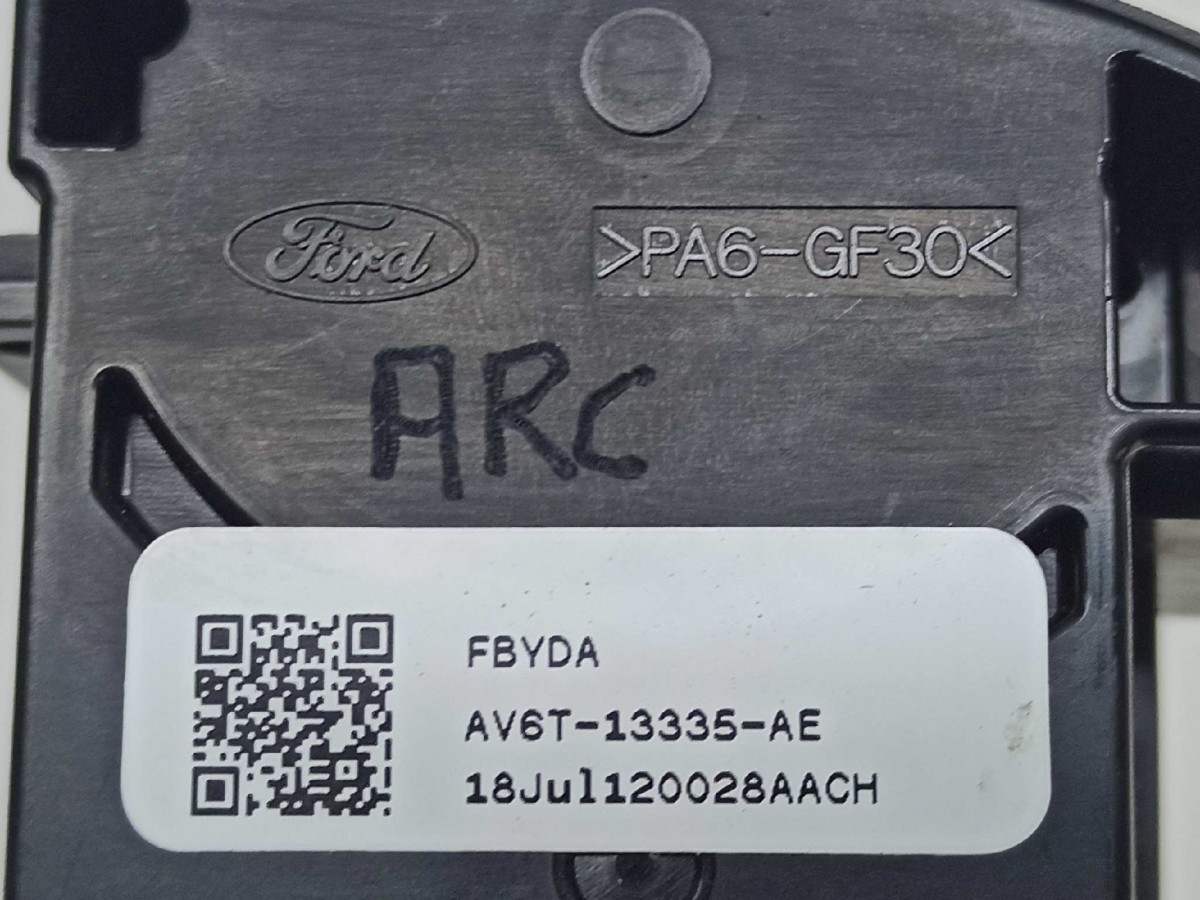 Ford
>PA6-GF30<
ARC
FBYDA
AV6T-13335-AE
18Jul120028AACH